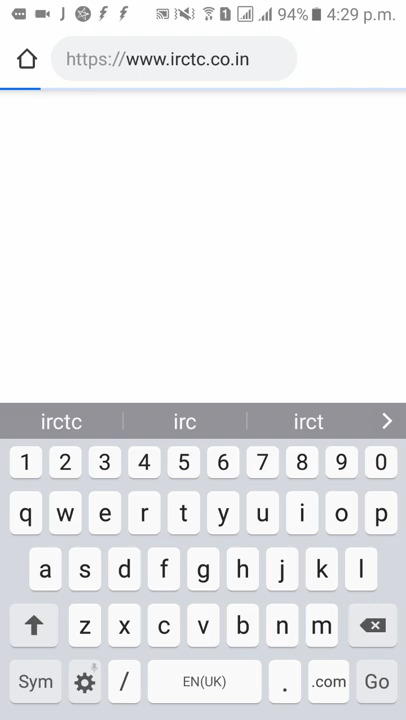 1 94% 4:29 p.m.
https://www.irctc.co.in
irctc irc irct
1 2 3 4 5 6 7 8 9 0
q w e r t y u i o p
a s d f g h j k l
z x c v b n m
Sym / EN(UK) . .com Go